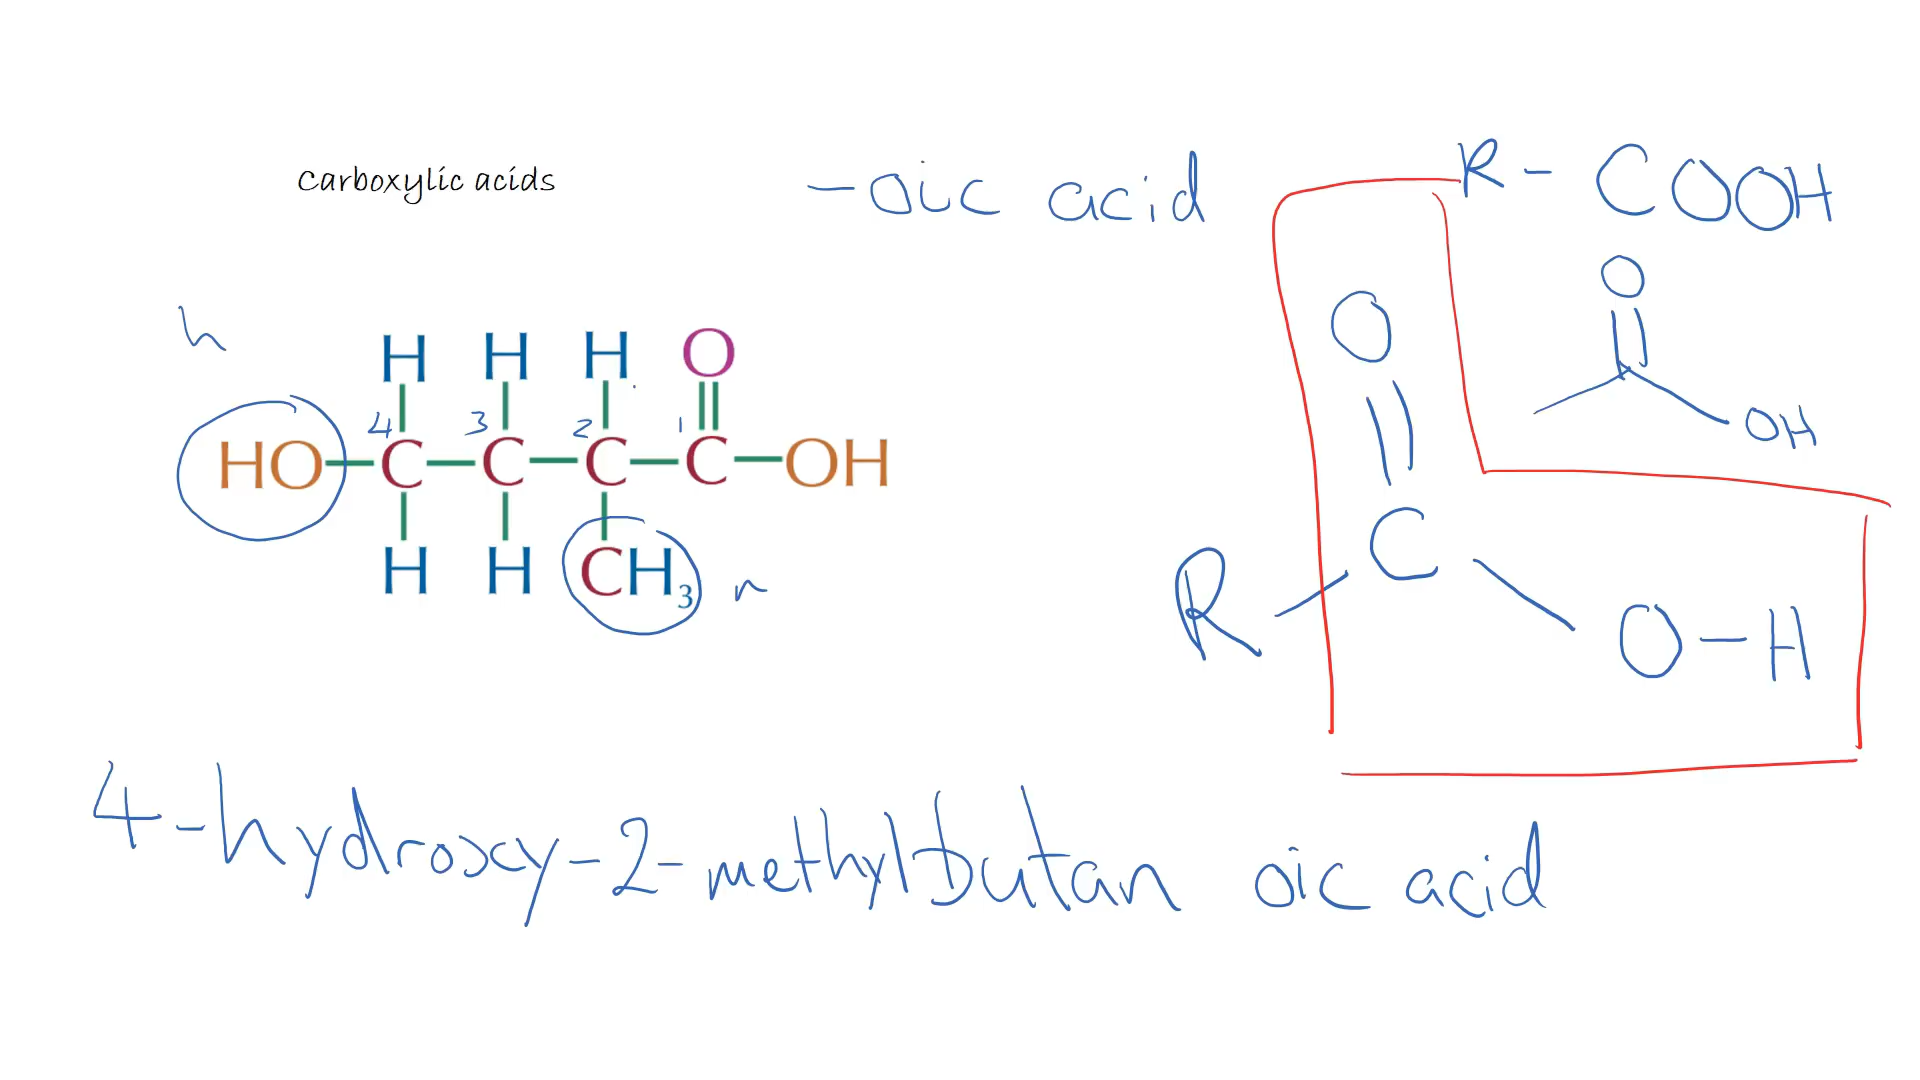 Carboxylic acids
-oic acid
R - COOH
h
H H H O
4 3 2 1
HO-C-C-C-C-OH
H H CH3
m
O
OH
O
C
R
O-H
4-hydroxy-2-methylbutan oic acid